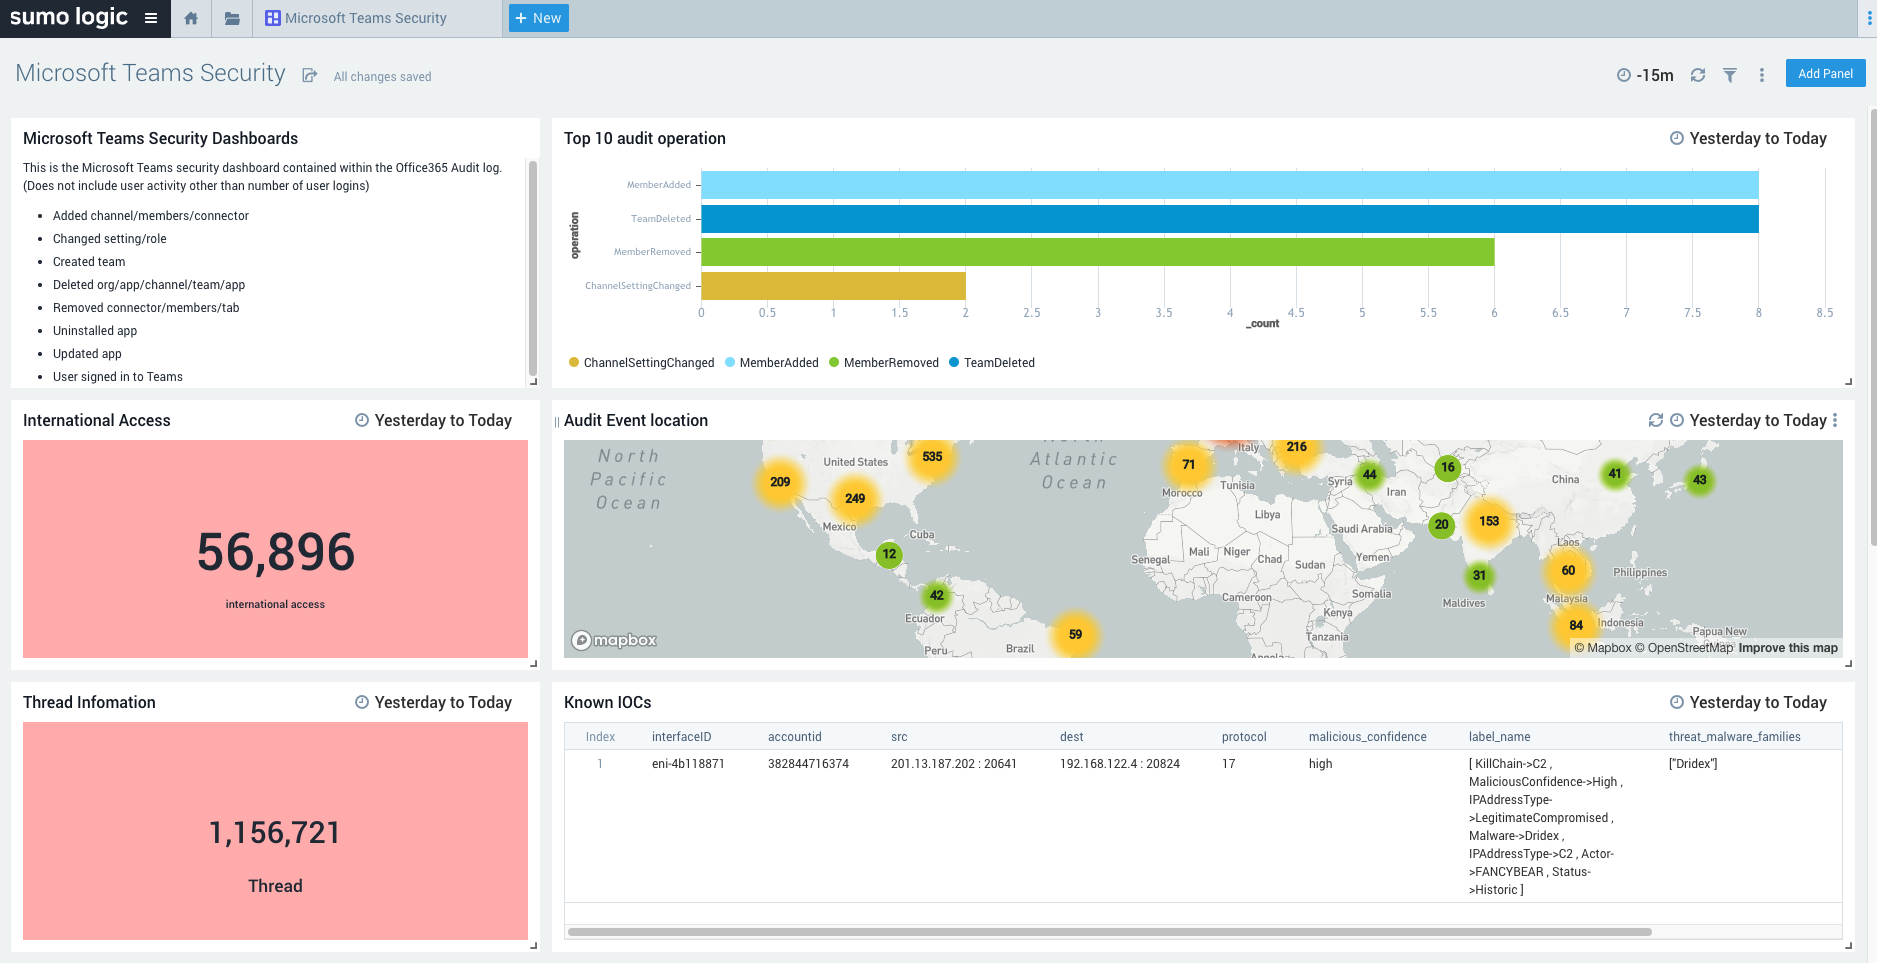 sumo logic
Microsoft Teams Security
+ New
Microsoft Teams Security
All changes saved
-15m
Add Panel
Microsoft Teams Security Dashboards
This is the Microsoft Teams security dashboard contained within the Office365 Audit log.
(Does not include user activity other than number of user logins)
Added channel/members/connector
Changed setting/role
Created team
Deleted org/app/channel/team/app
Removed connector/members/tab
Uninstalled app
Updated app
User signed in to Teams
Top 10 audit operation
Yesterday to Today
operation
MemberAdded
TeamDeleted
MemberRemoved
ChannelSettingChanged
0 0.5 1 1.5 2 2.5 3 3.5 4 4.5 5 5.5 6 6.5 7 7.5 8 8.5
_count
ChannelSettingChanged MemberAdded MemberRemoved TeamDeleted
International Access
Yesterday to Today
56,896
international access
Audit Event location
Yesterday to Today
North
Pacific
Ocean
United States
535
209
249
Mexico
Cuba
12
42
Ecuador
Peru
Brazil
59
Atlantic
Ocean
71
Morocco
Italy
216
Tunisia
Libya
Syria
44
Iran
16
China
41
43
Saudi Arabia
20
153
Senegal
Mali
Niger
Chad
Sudan
Yemen
Laos
31
60
Philippines
Cameroon
Somalia
Maldives
Malaysia
Kenya
Tanzania
84
Indonesia
Papua New
mapbox
© Mapbox © OpenStreetMap Improve this map
Thread Infomation
Yesterday to Today
1,156,721
Thread
Known IOCs
Yesterday to Today
Index interfaceID accountid src dest protocol malicious_confidence label_name threat_malware_families
1 eni-4b118871 382844716374 201.13.187.202 : 20641 192.168.122.4 : 20824 17 high [ KillChain->C2 , ["Dridex"]
MaliciousConfidence->High ,
IPAddressType-
>LegitimateCompromised ,
Malware->Dridex ,
IPAddressType->C2 , Actor-
>FANCYBEAR , Status-
>Historic ]